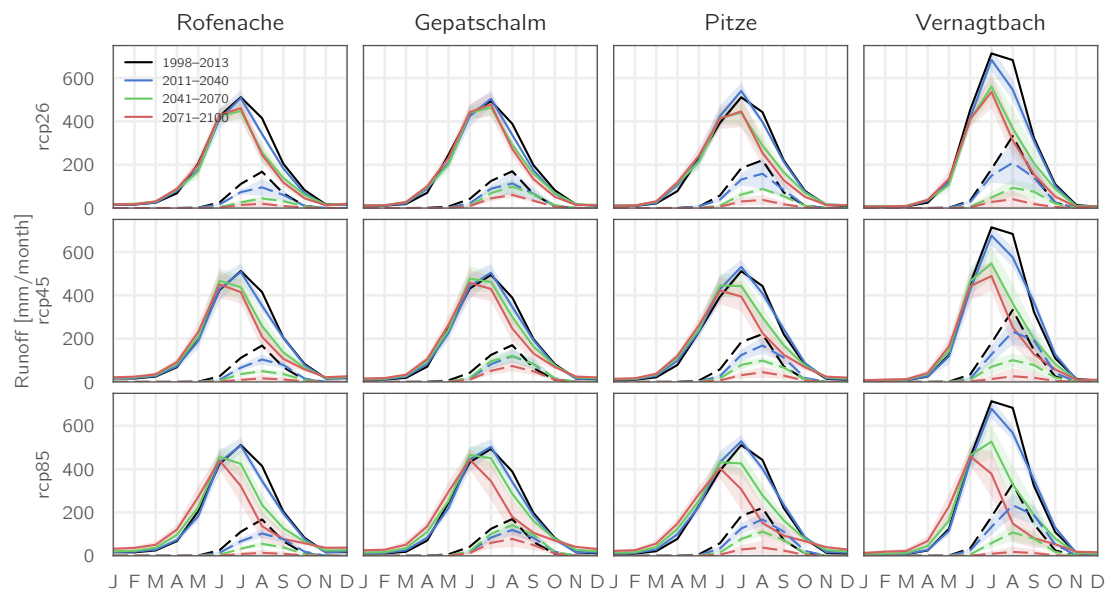 Rofenache Gepatschalm Pitze Vernagtbach
1998–2013
2011–2040
2041–2070
2071–2100
rcp26
600
400
200
0
Runoff [mm/month]
rcp45
600
400
200
0
rcp85
600
400
200
0
J F M A M J J A S O N D J F M A M J J A S O N D J F M A M J J A S O N D J F M A M J J A S O N D